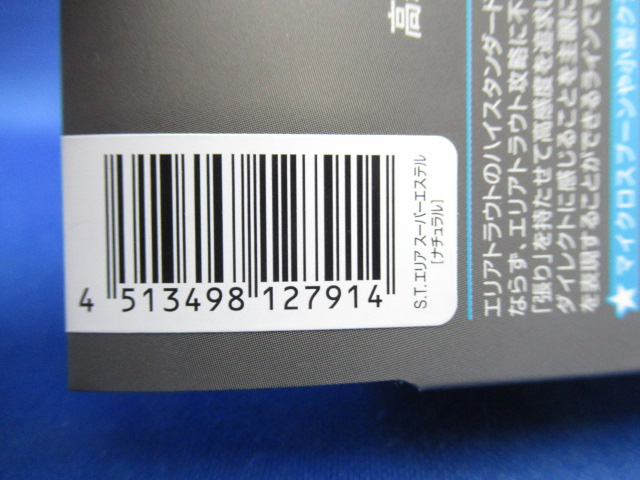 4 513498 127914
S.T.エリア スーパーエステル
[ナチュラル]
高
エリアトラウトのハイスタンダード
ならず、エリアトラウト攻略に不
「張り」を持たせて高感度を追求し
ダイレクトに感じることを主眼に
を表現することができるラインです
★マイクロスプーンや小型ク